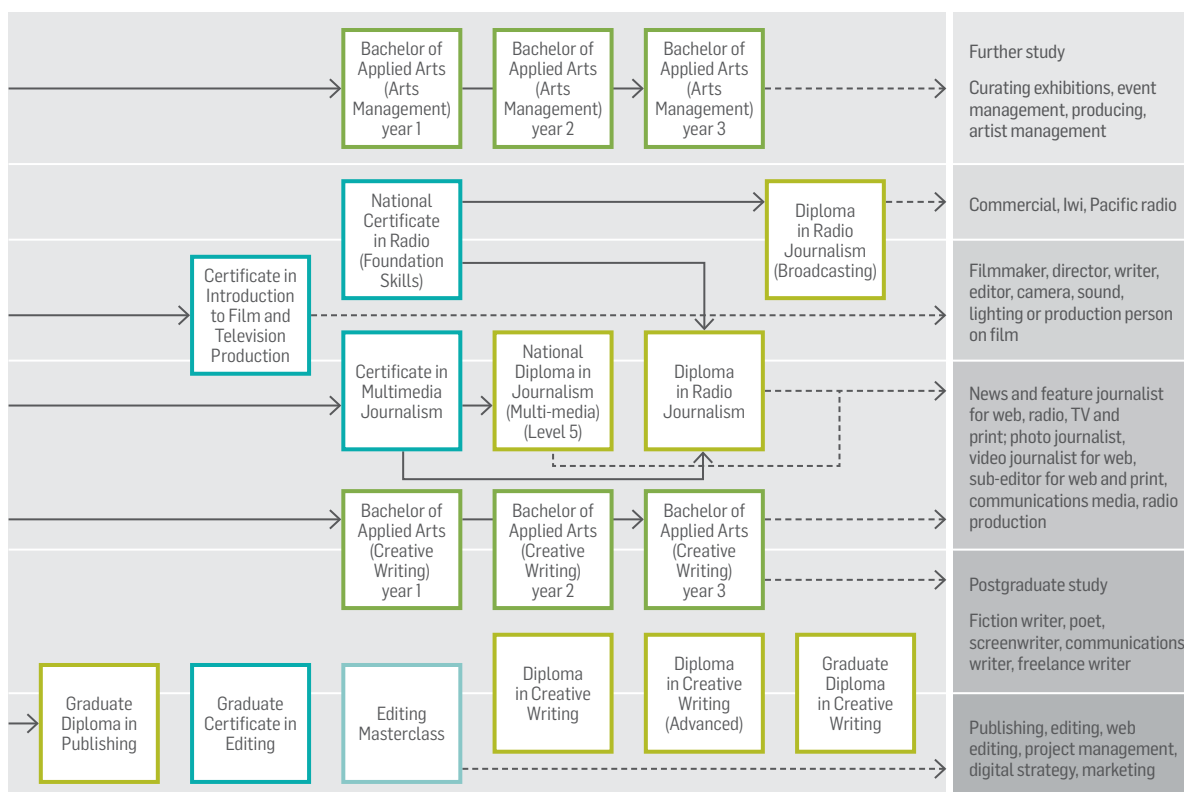 Bachelor of
Applied Arts
(Arts
Management)
year 1
Bachelor of
Applied Arts
(Arts
Management)
year 2
Bachelor of
Applied Arts
(Arts
Management)
year 3
Further study
Curating exhibitions, event
management, producing,
artist management
National
Certificate
in Radio
(Foundation
Skills)
Diploma
in Radio
Journalism
(Broadcasting)
Commercial, Iwi, Pacific radio
Certificate in
Introduction
to Film and
Television
Production
Filmmaker, director, writer,
editor, camera, sound,
lighting or production person
on film
Certificate in
Multimedia
Journalism
National
Diploma in
Journalism
(Multi-media)
(Level 5)
Diploma
in Radio
Journalism
News and feature journalist
for web, radio, TV and
print; photo journalist,
video journalist for web,
sub-editor for web and print,
communications media, radio
production
Bachelor of
Applied Arts
(Creative
Writing)
year 1
Bachelor of
Applied Arts
(Creative
Writing)
year 2
Bachelor of
Applied Arts
(Creative
Writing)
year 3
Postgraduate study
Fiction writer, poet,
screenwriter, communications
writer, freelance writer
Graduate
Diploma in
Publishing
Graduate
Certificate in
Editing
Editing
Masterclass
Diploma
in Creative
Writing
Diploma
in Creative
Writing
(Advanced)
Graduate
Diploma
in Creative
Writing
Publishing, editing, web
editing, project management,
digital strategy, marketing